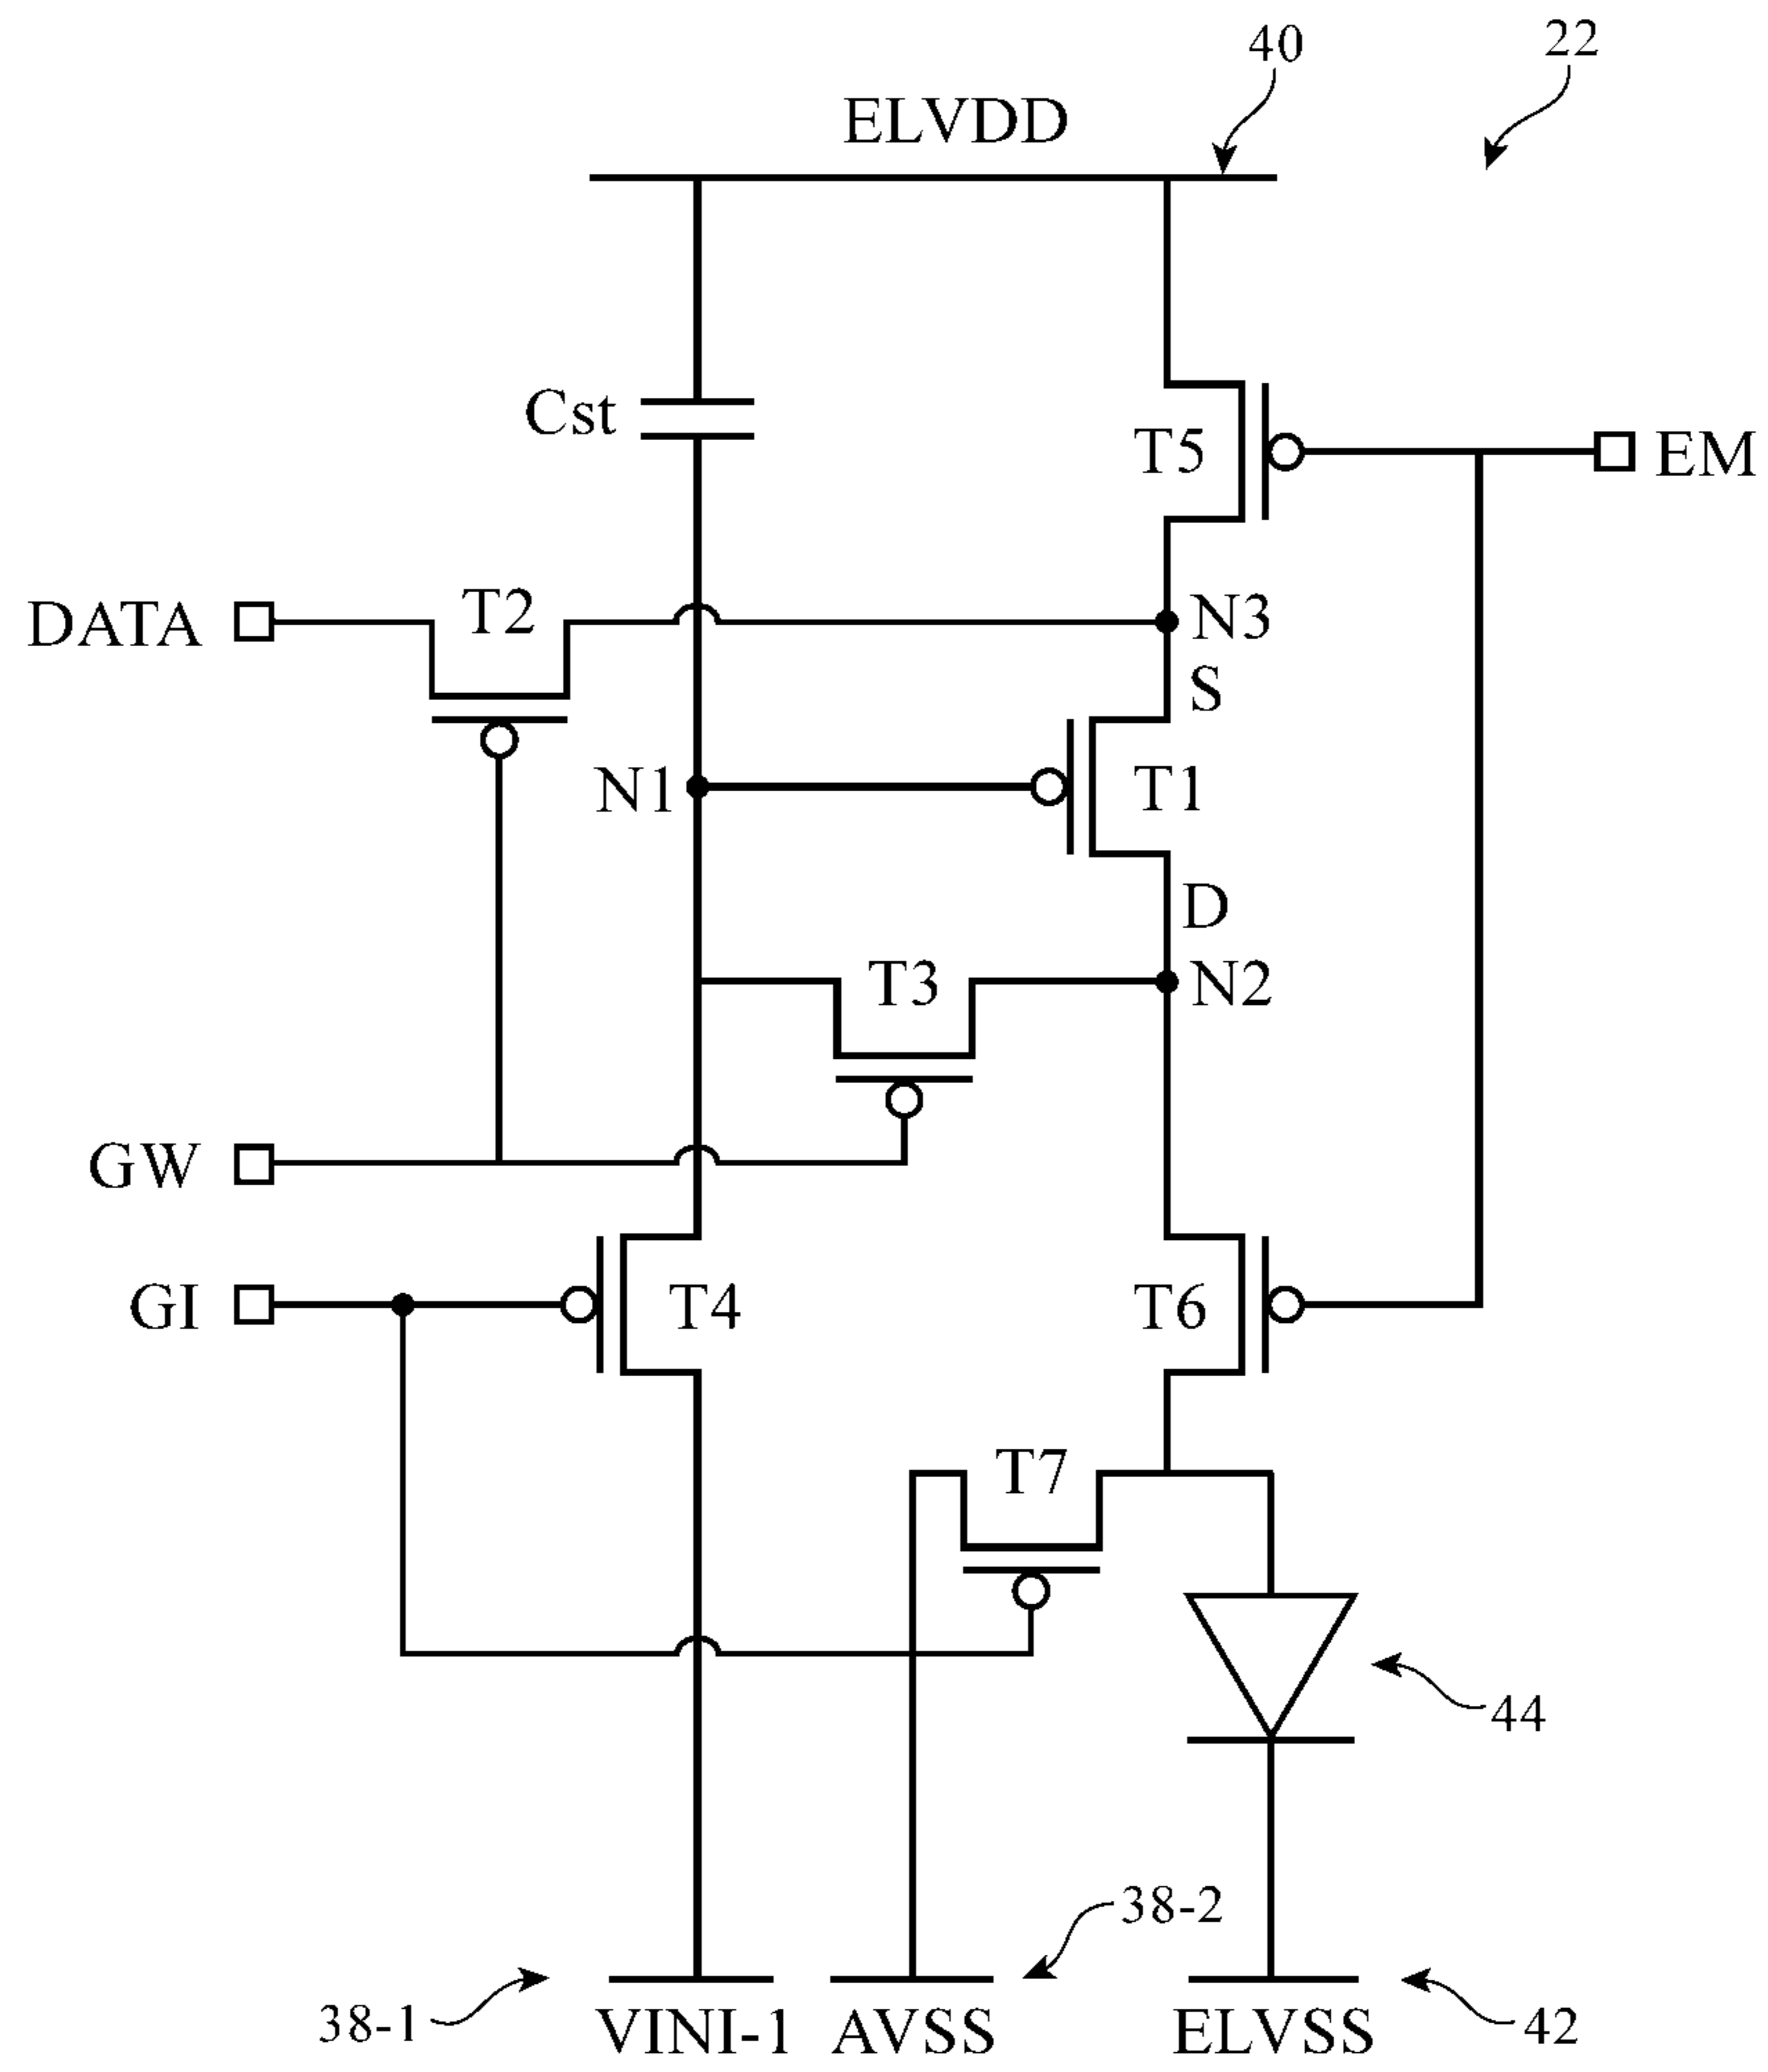 40
22
ELVDD
Cst
T5
EM
DATA
T2
N3
S
N1
T1
D
T3
N2
GW
GI
T4
T6
T7
44
38-2
38-1
VINI-1
AVSS
ELVSS
42